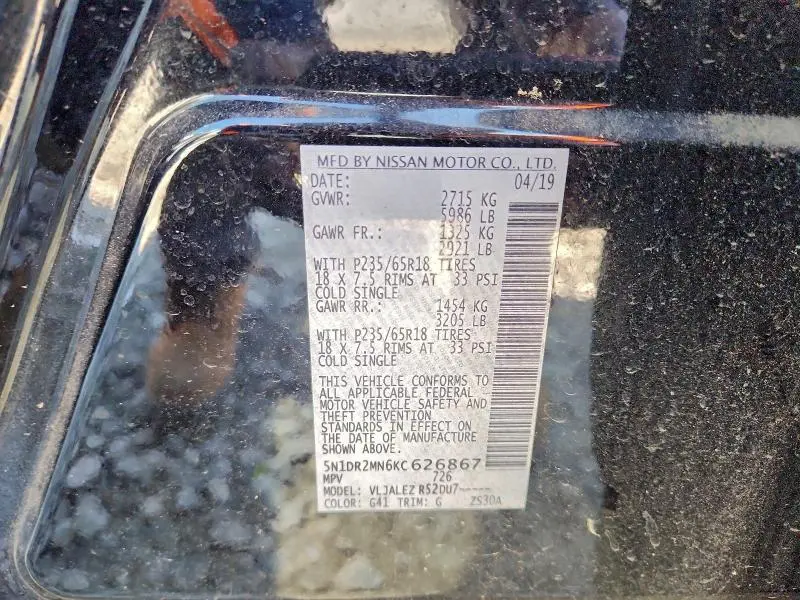 MFD BY NISSAN MOTOR CO., LTD.
DATE: 04/19
GVWR: 2715 KG
5986 LB
GAWR FR.: 1325 KG
2921 LB
WITH P235/65R18 TIRES
18 X 7.5 RIMS AT 33 PSI
COLD SINGLE
GAWR RR.: 1454 KG
3205 LB
WITH P235/65R18 TIRES
18 X 7.5 RIMS AT 33 PSI
COLD SINGLE
THIS VEHICLE CONFORMS TO
ALL APPLICABLE FEDERAL
MOTOR VEHICLE SAFETY AND
THEFT PREVENTION
STANDARDS IN EFFECT ON
THE DATE OF MANUFACTURE
SHOWN ABOVE.
5N1DR2MN6KC626867
MPV 726
MODEL: VLJALEZ RS2DU7-----
COLOR: G41 TRIM: G ZS30A